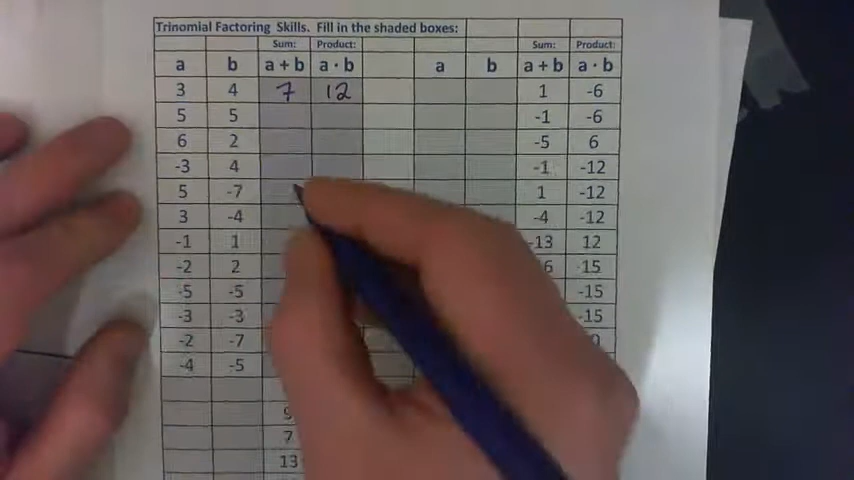 Trinomial Factoring Skills. Fill in the shaded boxes:
Sum: Product: Sum: Product:
a b a + b a · b a b a + b a · b
3 4 7 12 1 -6
5 5 -1 -6
6 2 -5 6
-3 4 -1 -12
5 -7 1 -12
3 -4 -4 -12
-1 1 -13 12
-2 2 15
-5 -5 -15
-3 -3 -15
-2 -7
-4 -5
7
13